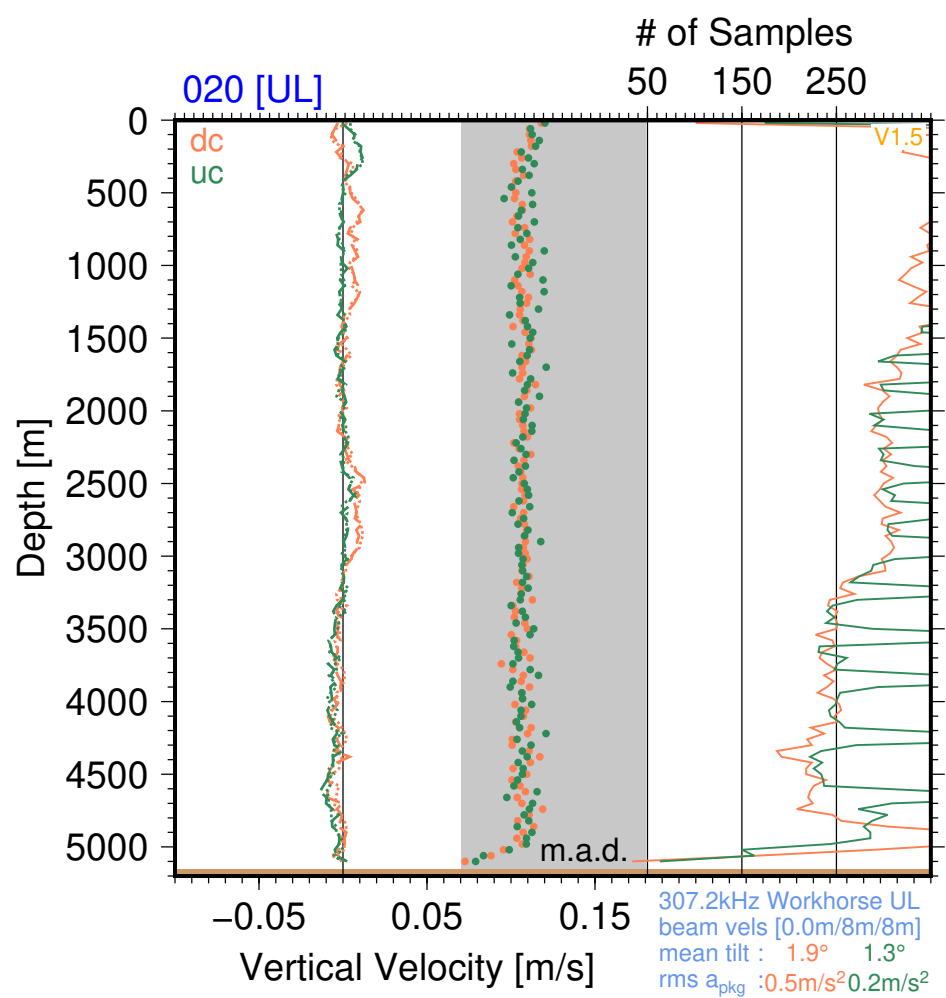 # of Samples
50 150 250
020 [UL]
dc
uc
V1.5
0
500
1000
1500
2000
2500
3000
3500
4000
4500
5000
Depth [m]
m.a.d.
−0.05 0.05 0.15
Vertical Velocity [m/s]
307.2kHz Workhorse UL
beam vels [0.0m/8m/8m]
mean tilt : 1.9° 1.3°
rms a_pkg :0.5m/s² 0.2m/s²